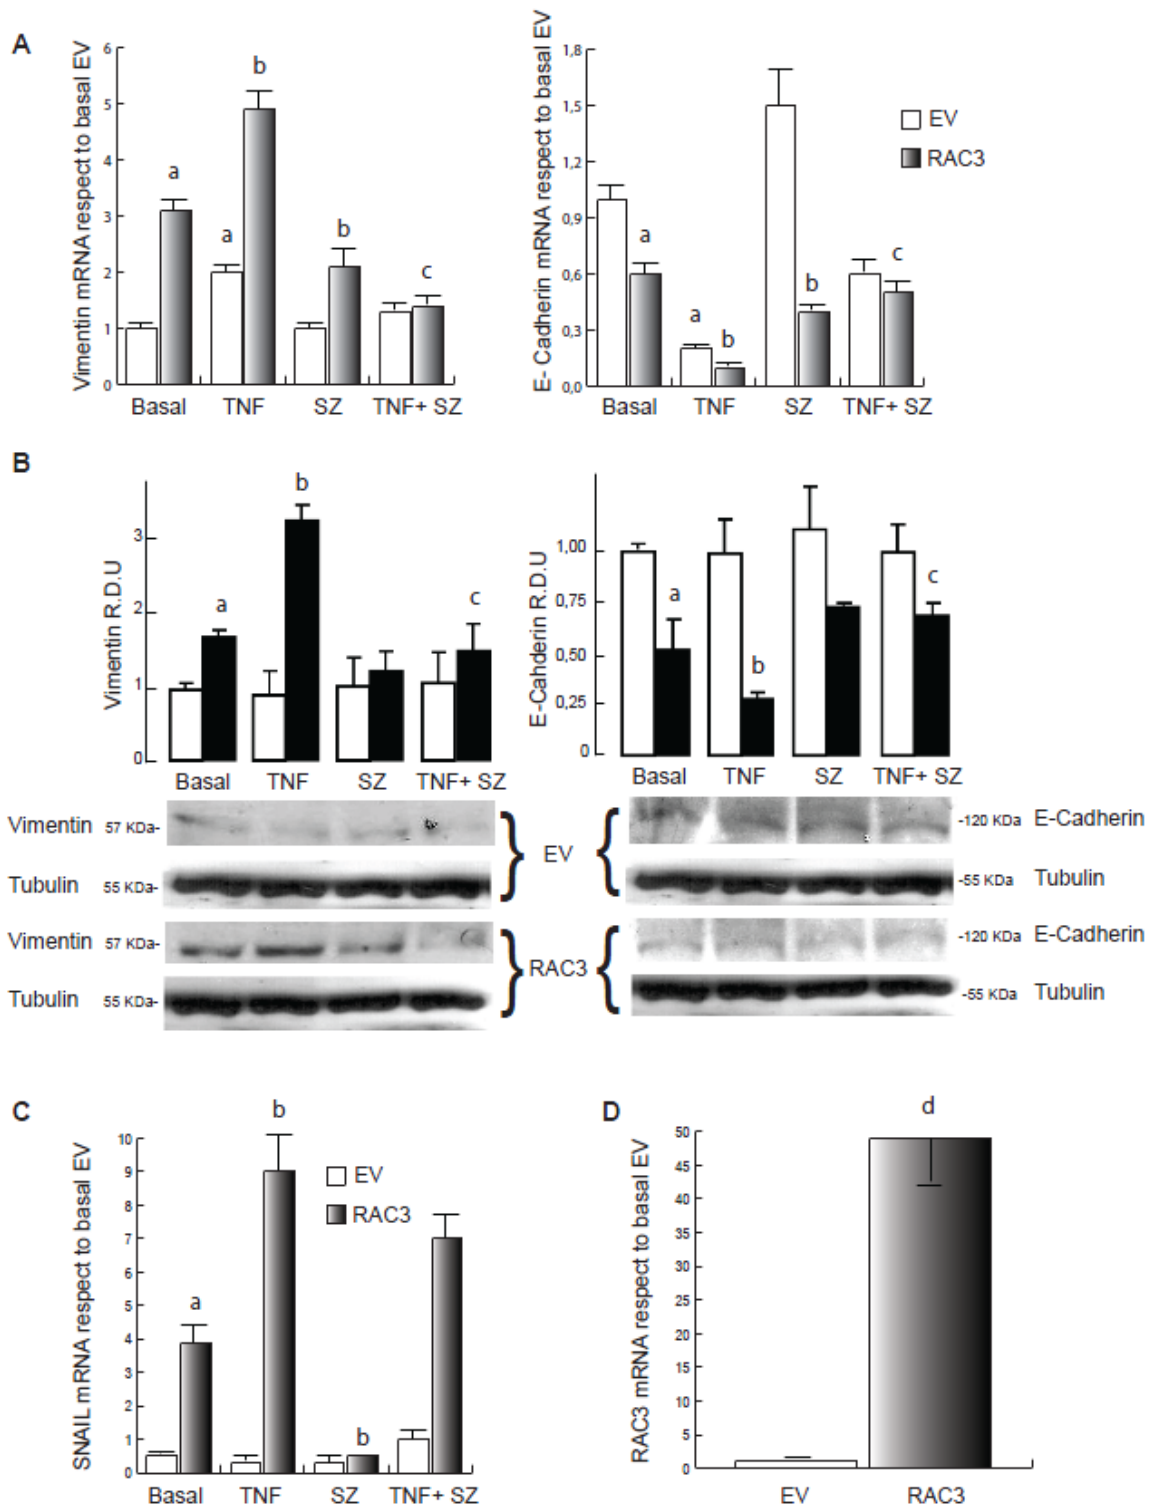 A
Vimentin mRNA respect to basal EV
6
5
4
3
2
1
0
a
a
b
b
c
Basal TNF SZ TNF+ SZ
E- Cadherin mRNA respect to basal EV
1,8
1,5
1,2
0,9
0,6
0,3
0,0
a
a
b
b
c
Basal TNF SZ TNF+ SZ
EV
RAC3
B
Vimentin R.D.U
3
2
1
0
a
b
c
Basal TNF SZ TNF+ SZ
E-Cahderin R.D.U
1,00
0,75
0,50
0,25
0
a
b
c
Basal TNF SZ TNF+ SZ
Vimentin 57 KDa-
Tubulin 55 KDa-
EV
-120 KDa E-Cadherin
-55 KDa Tubulin
Vimentin 57 KDa-
Tubulin 55 KDa-
RAC3
-120 KDa E-Cadherin
-55 KDa Tubulin
C
SNAIL mRNA respect to basal EV
10
9
8
7
6
5
4
3
2
1
0
a
b
b
EV
RAC3
Basal TNF SZ TNF+ SZ
D
RAC3 mRNA respect to basal EV
50
45
40
35
30
25
20
15
10
5
0
d
EV RAC3